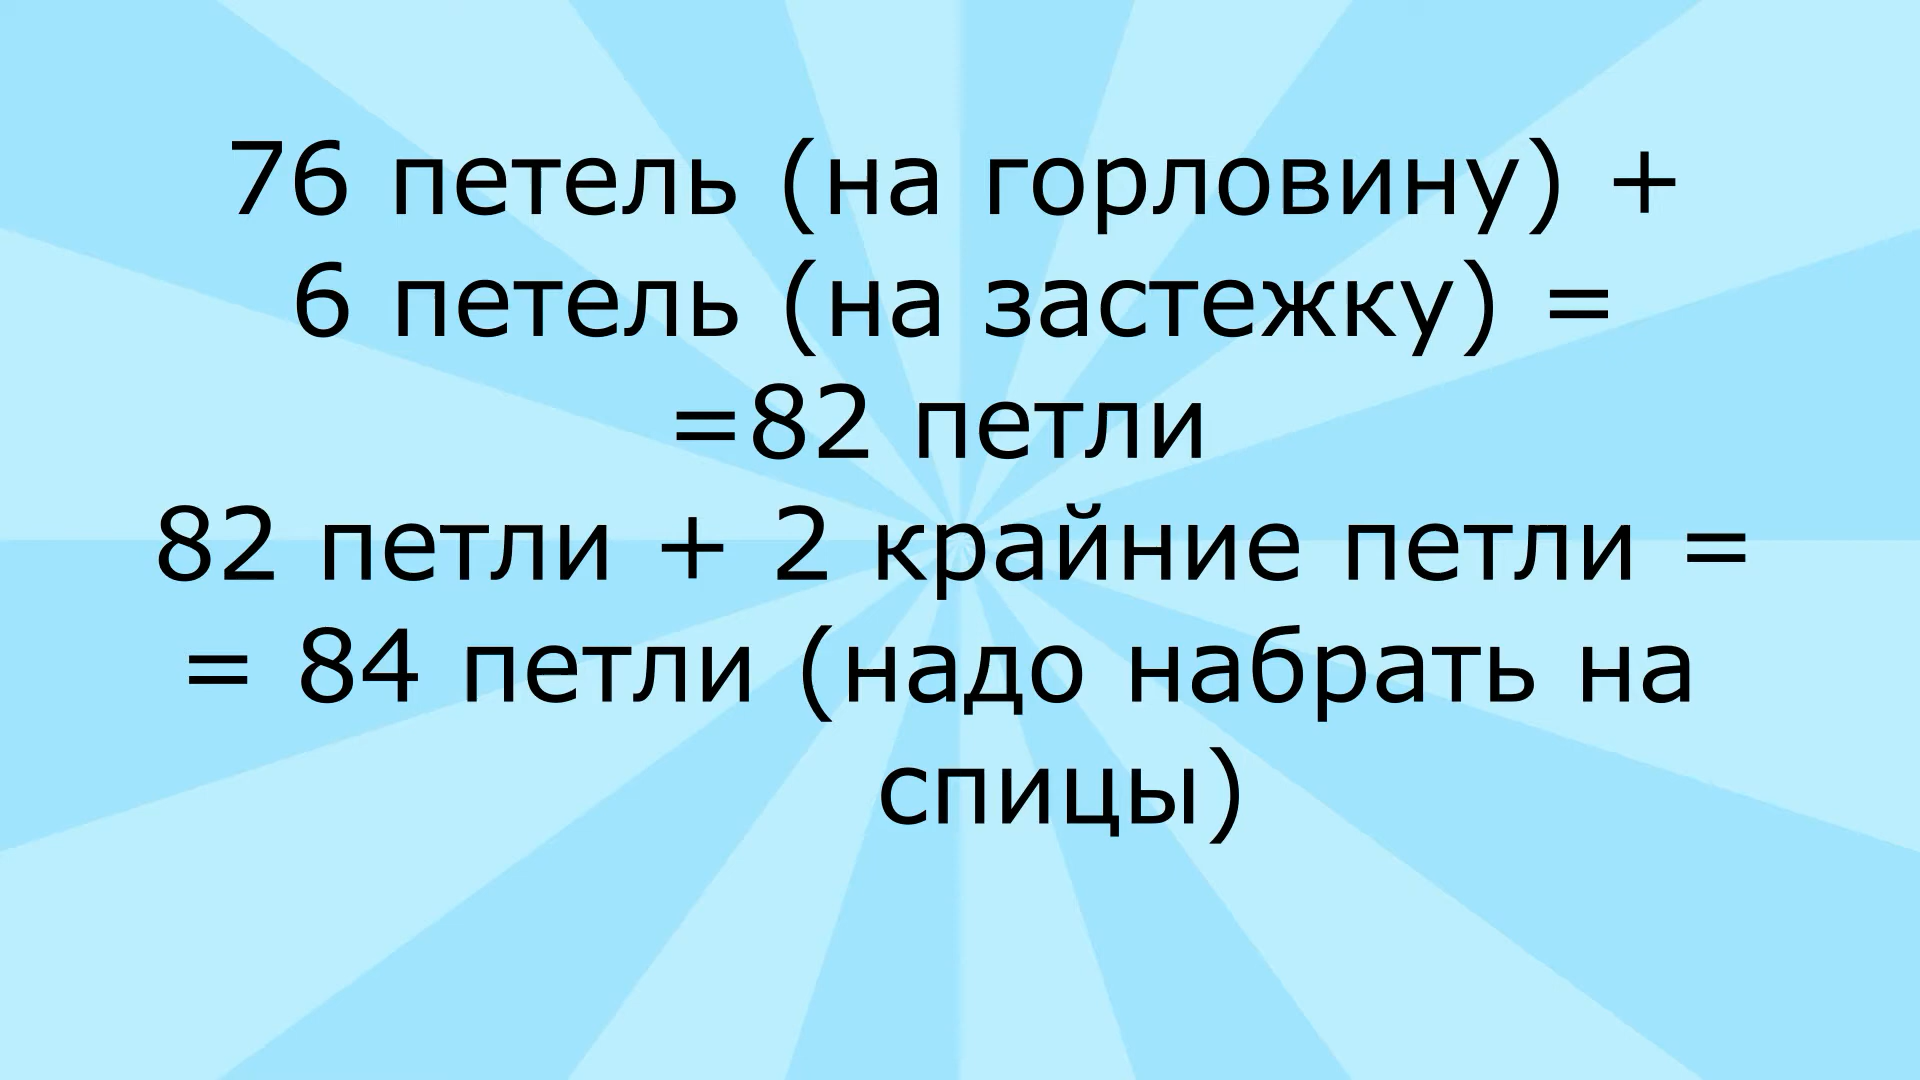 76 петель (на горловину) +
6 петель (на застежку) =
=82 петли
82 петли + 2 крайние петли =
= 84 петли (надо набрать на
спицы)